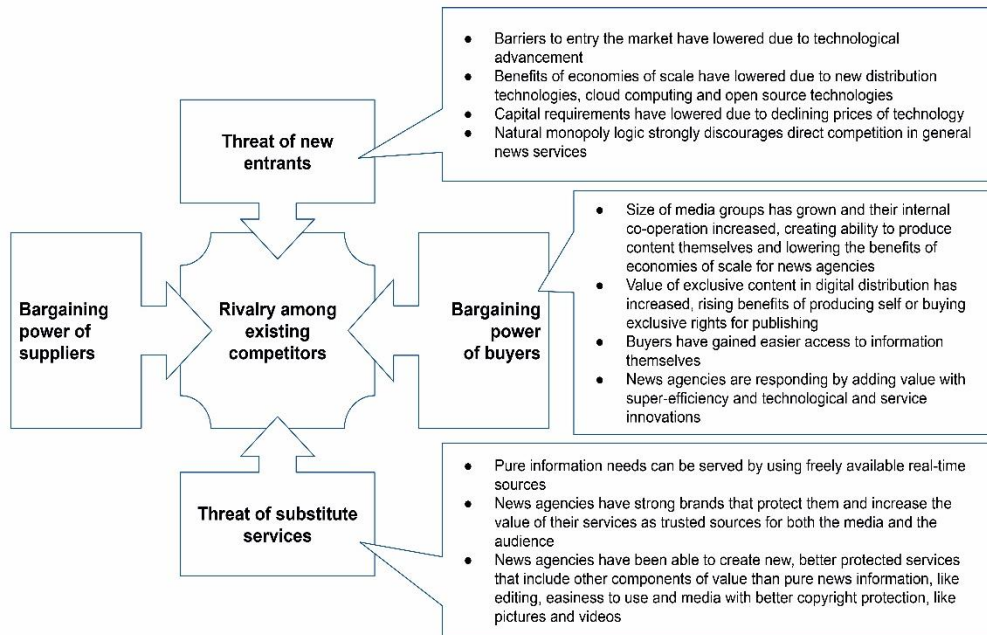 ● Barriers to entry the market have lowered due to technological
advancement
● Benefits of economies of scale have lowered due to new distribution
technologies, cloud computing and open source technologies
● Capital requirements have lowered due to declining prices of technology
● Natural monopoly logic strongly discourages direct competition in general
news services
Threat of new
entrants
● Size of media groups has grown and their internal
co-operation increased, creating ability to produce
content themselves and lowering the benefits of
economies of scale for news agencies
● Value of exclusive content in digital distribution has
increased, rising benefits of producing self or buying
exclusive rights for publishing
● Buyers have gained easier access to information
themselves
● News agencies are responding by adding value with
super-efficiency and technological and service
innovations
Bargaining
power of
suppliers
Rivalry among
existing
competitors
Bargaining
power
of buyers
Threat of substitute
services
● Pure information needs can be served by using freely available real-time
sources
● News agencies have strong brands that protect them and increase the
value of their services as trusted sources for both the media and the
audience
● News agencies have been able to create new, better protected services
that include other components of value than pure news information, like
editing, easiness to use and media with better copyright protection, like
pictures and videos